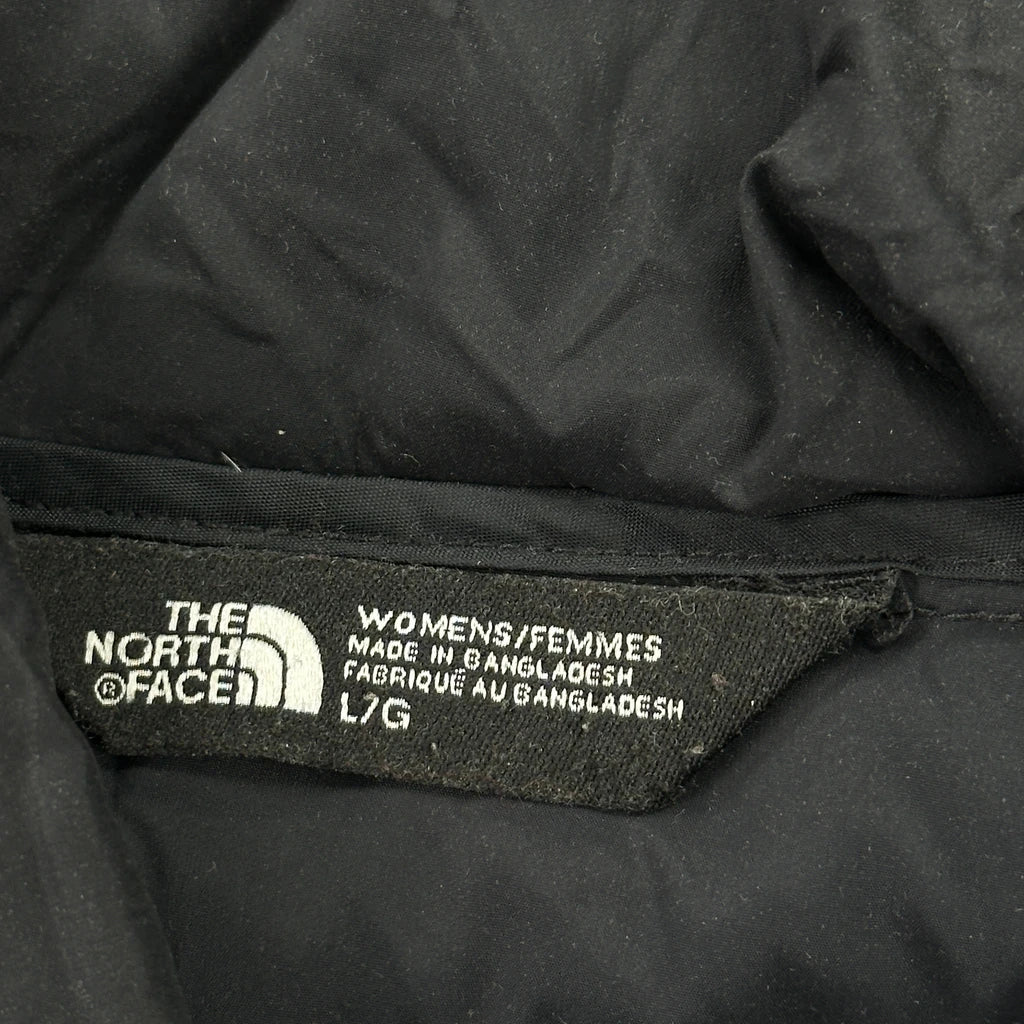 THE
NORTH
®FACE
WOMENS/FEMMES
MADE IN BANGLADESH
FABRIQUÉ AU BANGLADESH
L/G